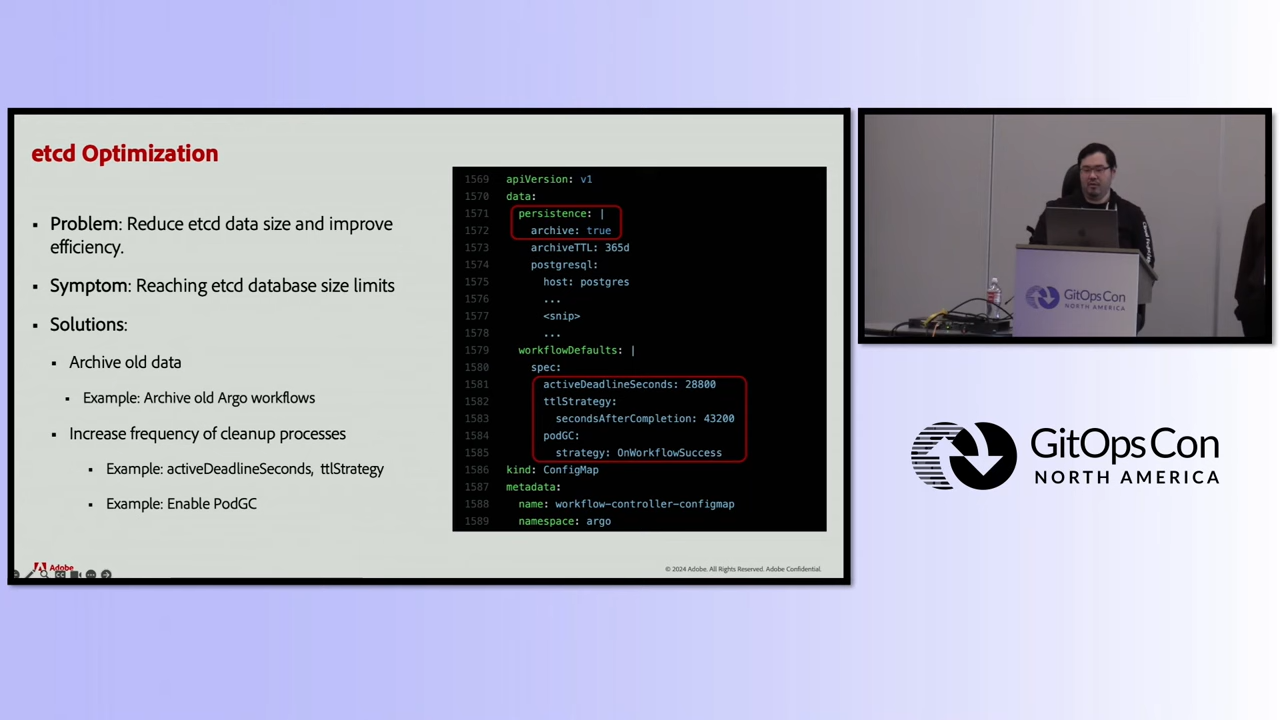 etcd Optimization
▪ Problem: Reduce etcd data size and improve
efficiency.
▪ Symptom: Reaching etcd database size limits
▪ Solutions:
▪ Archive old data
▪ Example: Archive old Argo workflows
▪ Increase frequency of cleanup processes
▪ Example: activeDeadlineSeconds, ttlStrategy
▪ Example: Enable PodGC
1569 apiVersion: v1
1570 data:
1571 persistence: |
1572 archive: true
1573 archiveTTL: 365d
1574 postgresql:
1575 host: postgres
1576 ...
1577 <snip>
1578 ...
1579 workflowDefaults: |
1580 spec:
1581 activeDeadlineSeconds: 28800
1582 ttlStrategy:
1583 secondsAfterCompletion: 43200
1584 podGC:
1585 strategy: OnWorkflowSuccess
1586 kind: ConfigMap
1587 metadata:
1588 name: workflow-controller-configmap
1589 namespace: argo
Adobe
© 2024 Adobe. All Rights Reserved. Adobe Confidential.
GitOpsCon
NORTH AMERICA
GitOpsCon
NORTH AMERICA